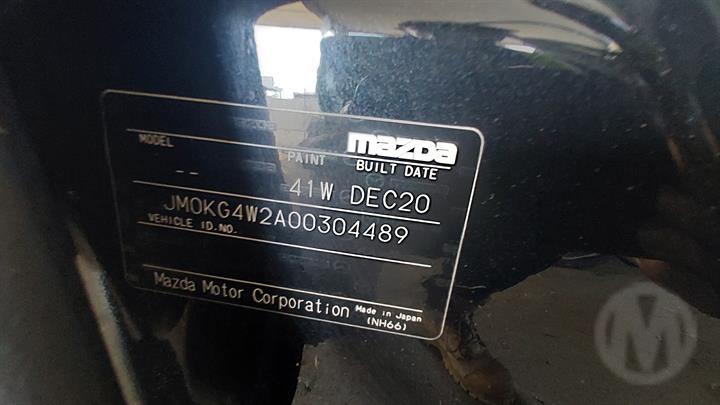 mazda
MODEL PAINT BUILT DATE
-- 41W DEC20
JM0KG4W2A00304489
VEHICLE ID.NO.
Mazda Motor Corporation Made in Japan
(NH66)
M